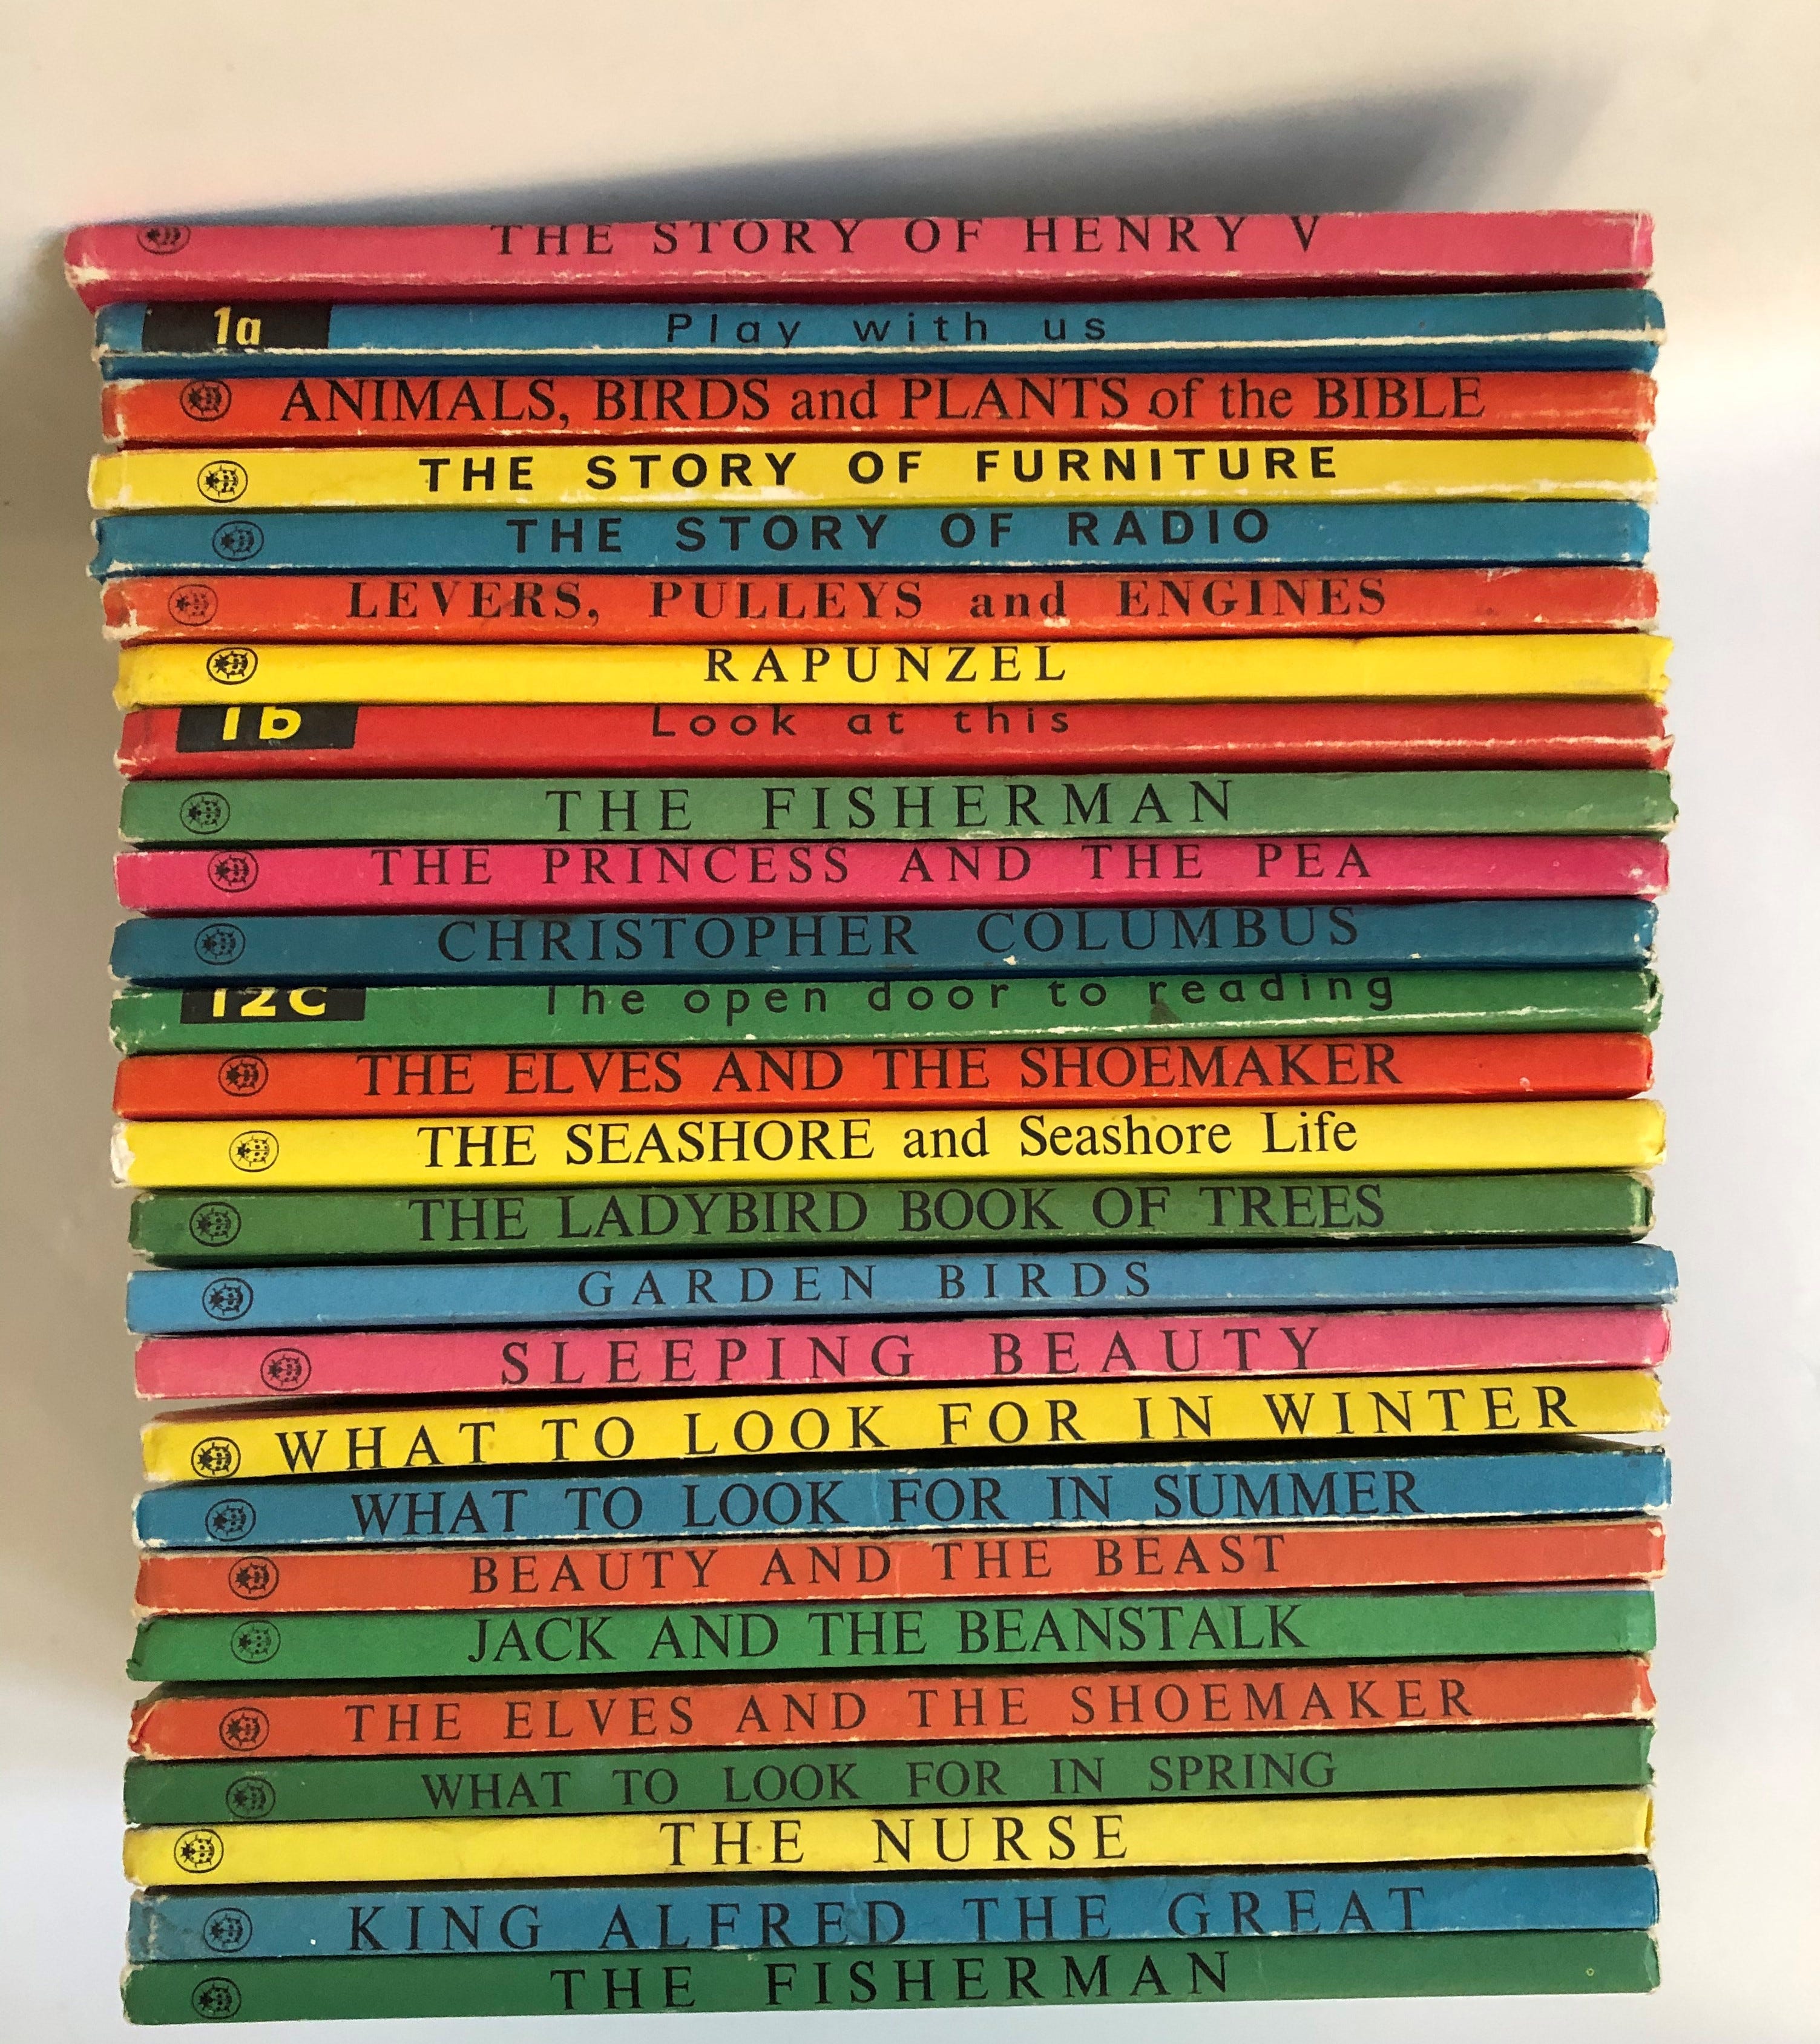 THE STORY OF HENRY V
1a Play with us
ANIMALS, BIRDS and PLANTS of the BIBLE
THE STORY OF FURNITURE
THE STORY OF RADIO
LEVERS, PULLEYS and ENGINES
RAPUNZEL
1b Look at this
THE FISHERMAN
THE PRINCESS AND THE PEA
CHRISTOPHER COLUMBUS
12c The open door to reading
THE ELVES AND THE SHOEMAKER
THE SEASHORE and Seashore Life
THE LADYBIRD BOOK OF TREES
GARDEN BIRDS
SLEEPING BEAUTY
WHAT TO LOOK FOR IN WINTER
WHAT TO LOOK FOR IN SUMMER
BEAUTY AND THE BEAST
JACK AND THE BEANSTALK
THE ELVES AND THE SHOEMAKER
WHAT TO LOOK FOR IN SPRING
THE NURSE
KING ALFRED THE GREAT
THE FISHERMAN